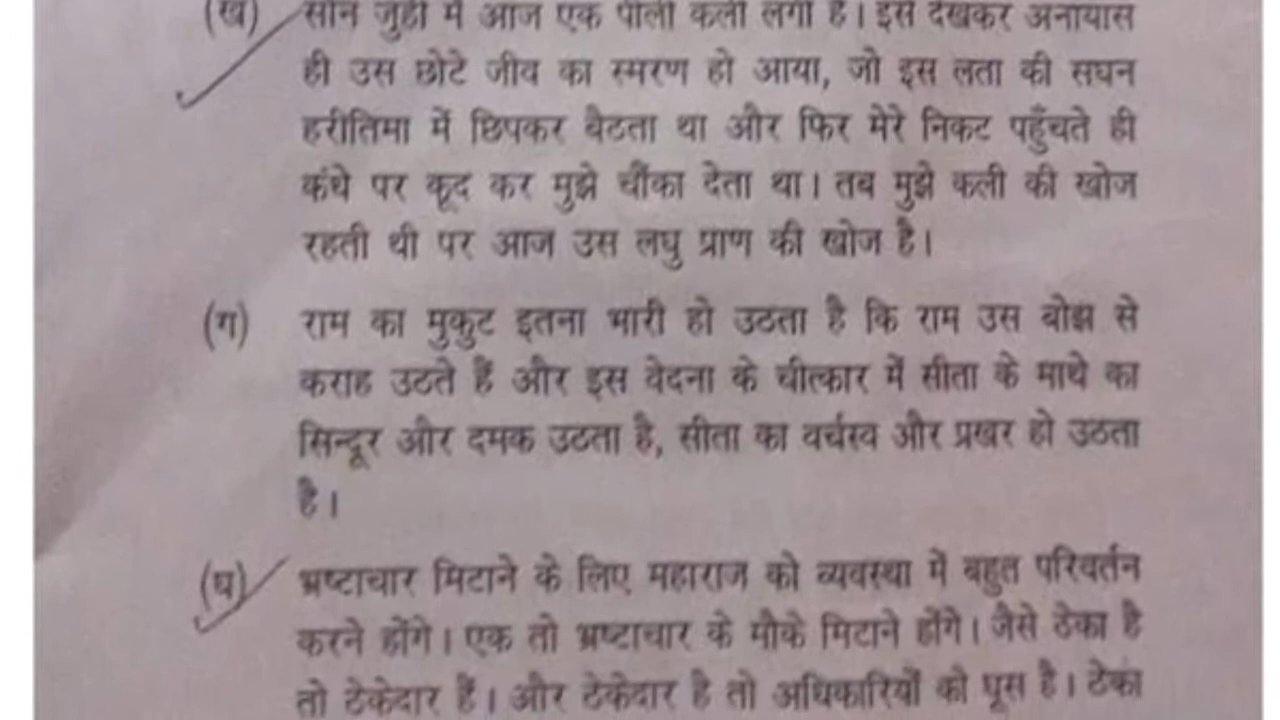 (ख) सोन जुही में आज एक पीली कली लगी है। इसे देखकर अनायास
ही उस छोटे जीव का स्मरण हो आया, जो इस लता की सघन
हरीतिमा में छिपकर बैठता था और फिर मेरे निकट पहुँचते ही
कंधे पर कूद कर मुझे चौंका देता था। तब मुझे कली की खोज
रहती थी पर आज उस लघु प्राण की खोज है।
(ग) राम का मुकुट इतना भारी हो उठता है कि राम उस बोझ से
कराह उठते हैं और इस वेदना के चीत्कार में सीता के माथे का
सिन्दूर और दमक उठता है, सीता का वर्चस्व और प्रखर हो उठता
है।
(घ) भ्रष्टाचार मिटाने के लिए महाराज को व्यवस्था में बहुत परिवर्तन
करने होंगे। एक तो भ्रष्टाचार के मौके मिटाने होंगे। जैसे ठेका है
तो ठेकेदार हैं। और ठेकेदार है तो अधिकारियों को घूस है। ठेका